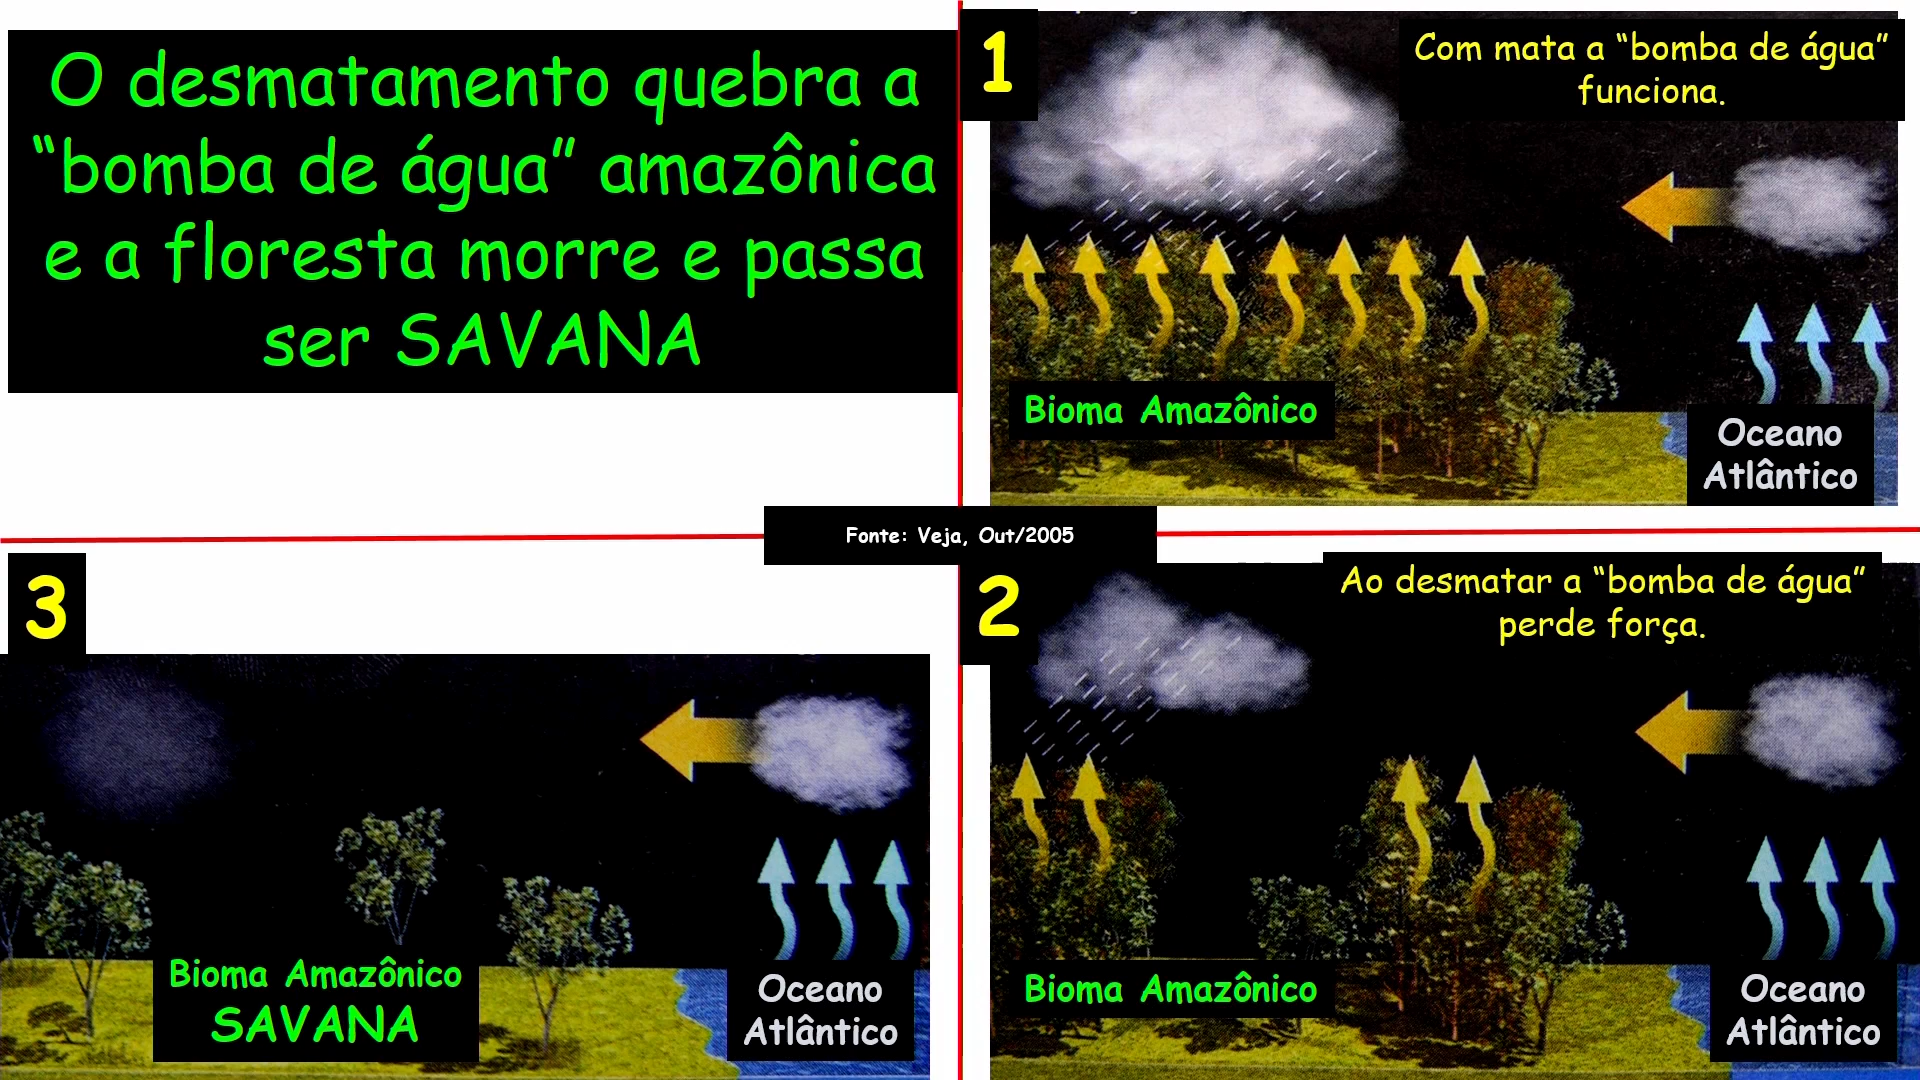 O desmatamento quebra a
“bomba de água” amazônica
e a floresta morre e passa
ser SAVANA
1
Com mata a “bomba de água”
funciona.
Bioma Amazônico
Oceano
Atlântico
Fonte: Veja, Out/2005
2
Ao desmatar a “bomba de água”
perde força.
Bioma Amazônico
Oceano
Atlântico
3
Bioma Amazônico
SAVANA
Oceano
Atlântico